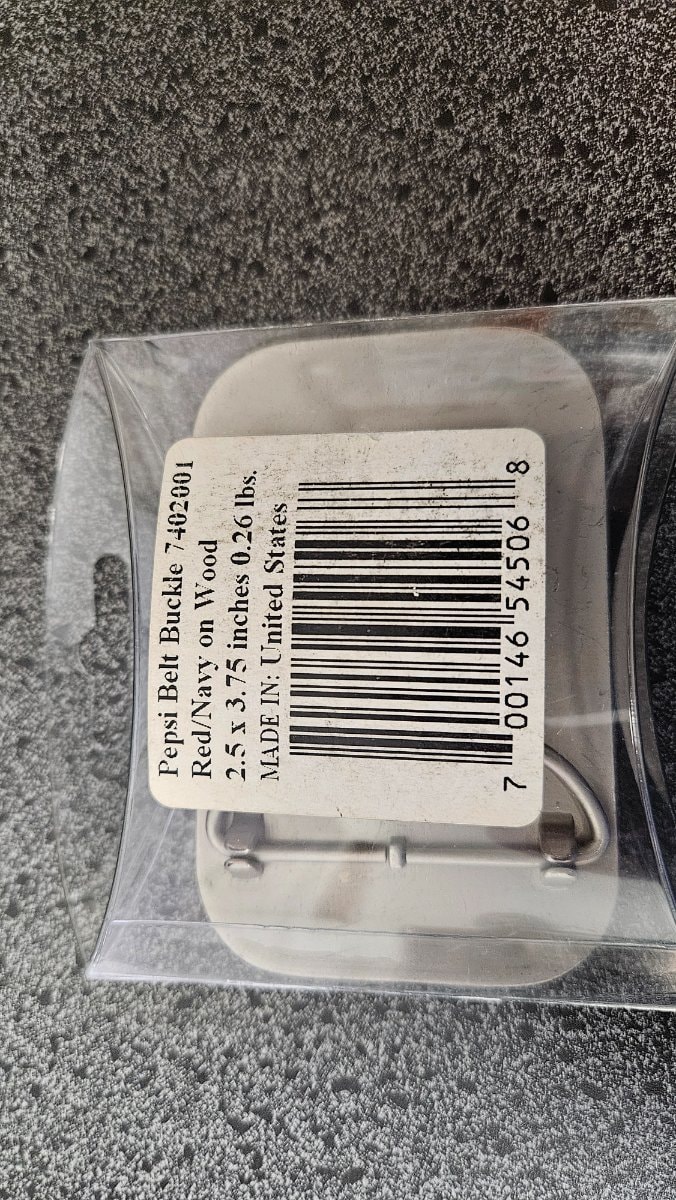 Pepsi Belt Buckle 7402001
Red/Navy on Wood
2.5 x 3.75 inches 0.26 lbs.
MADE IN: United States
7 00146 54506 8